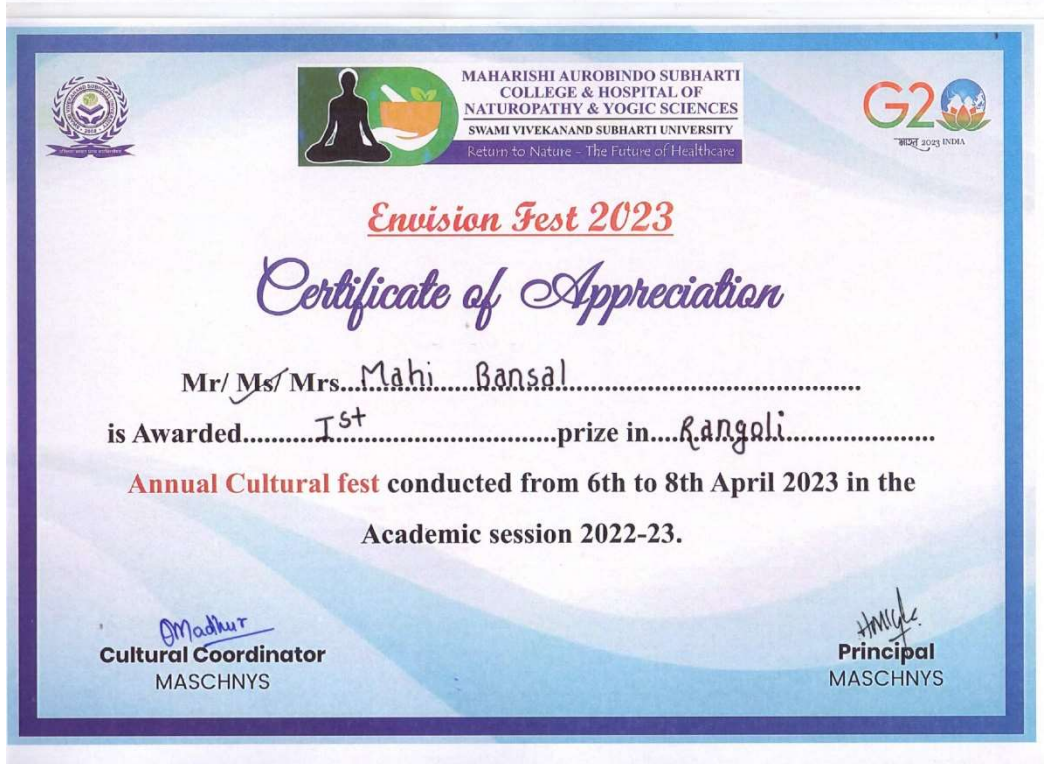 MAHARISHI AUROBINDO SUBHARTI
COLLEGE & HOSPITAL OF
NATUROPATHY & YOGIC SCIENCES
SWAMI VIVEKANAND SUBHARTI UNIVERSITY
Return to Nature - The Future of Healthcare
G20
भारत 2023 INDIA
Envision Fest 2023
Certificate of Appreciation
Mr/ Ms/ Mrs...Mahi Bansal...
is Awarded...Ist...prize in...Rangoli...
Annual Cultural fest conducted from 6th to 8th April 2023 in the
Academic session 2022-23.
Madhur
Cultural Coordinator
MASCHNYS
Principal
MASCHNYS